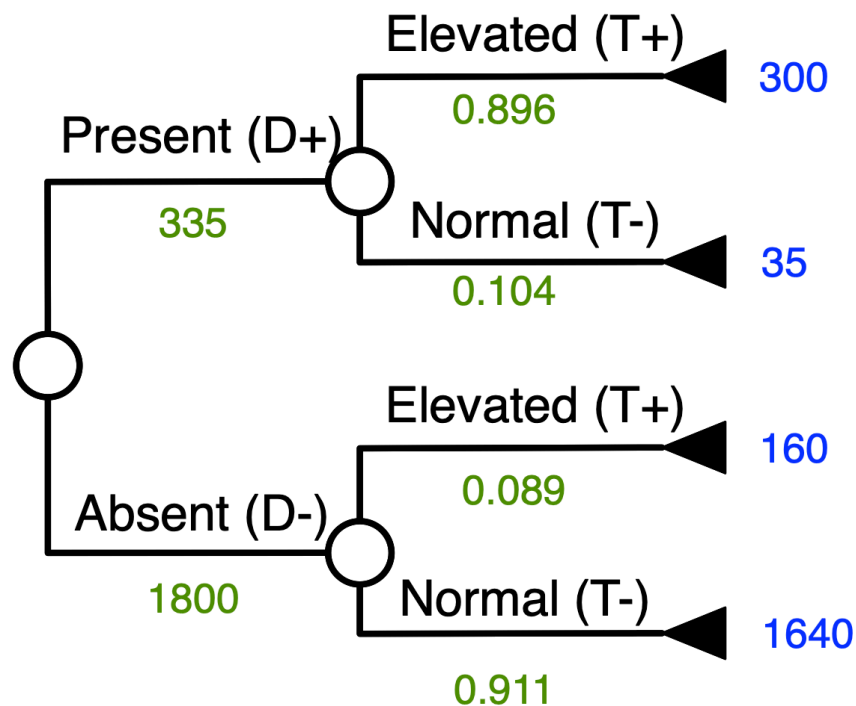 Elevated (T+)
300
0.896
Present (D+)
335
Normal (T-)
35
0.104
Elevated (T+)
160
0.089
Absent (D-)
1800
Normal (T-)
1640
0.911